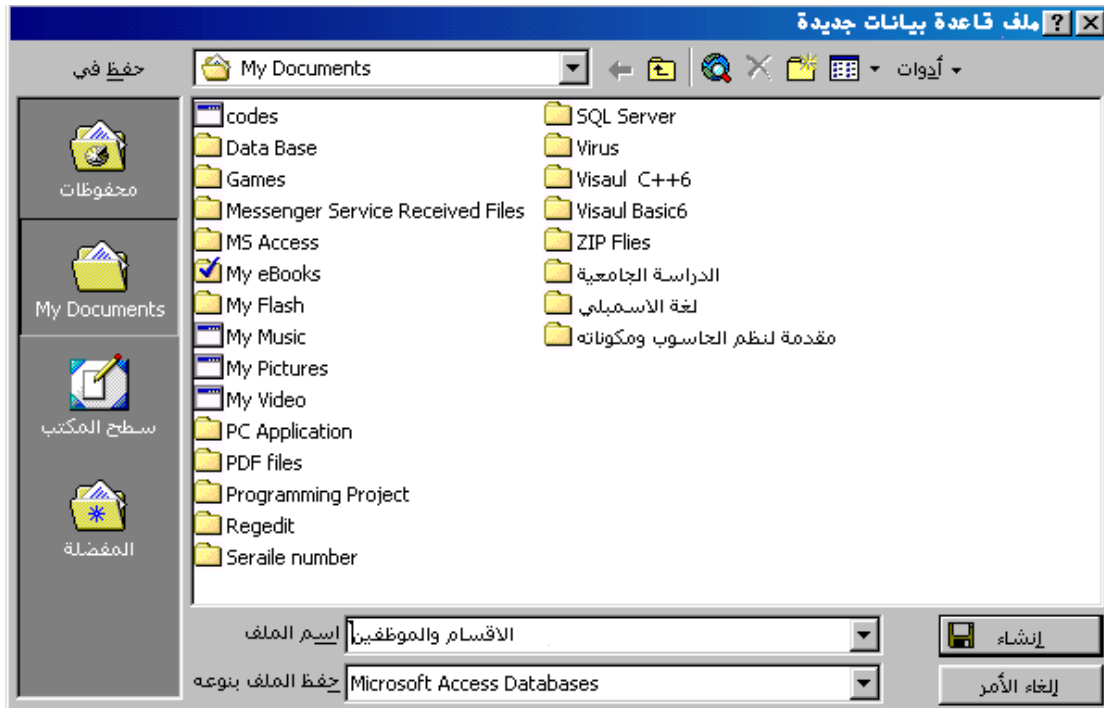 ملف قاعدة بيانات جديدة
حفظ في
My Documents
أدوات
محفوظات
My Documents
سطح المكتب
المفضلة
codes
Data Base
Games
Messenger Service Received Files
MS Access
My eBooks
My Flash
My Music
My Pictures
My Video
PC Application
PDF files
Programming Project
Regedit
Seraile number
SQL Server
Virus
Visaul C++6
Visaul Basic6
ZIP Flies
الدراسة الجامعية
لغة الاسمبلي
مقدمة لنظم الحاسوب ومكوناته
اسم الملف
الاقسام والموظفين
إنشاء
حفظ الملف بنوعه
Microsoft Access Databases
إلغاء الأمر